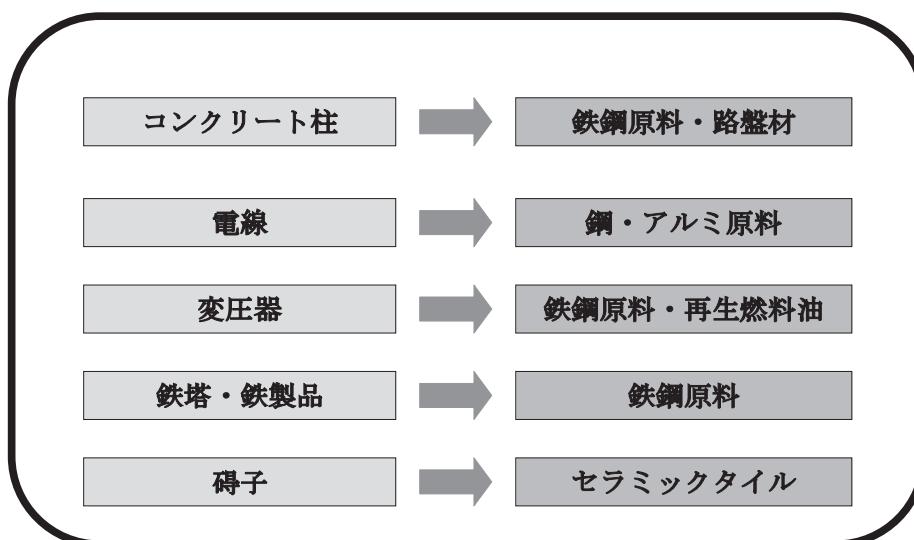 コンクリート柱
鉄鋼原料・路盤材
電線
鋼・アルミ原料
変圧器
鉄鋼原料・再生燃料油
鉄塔・鉄製品
鉄鋼原料
碍子
セラミックタイル